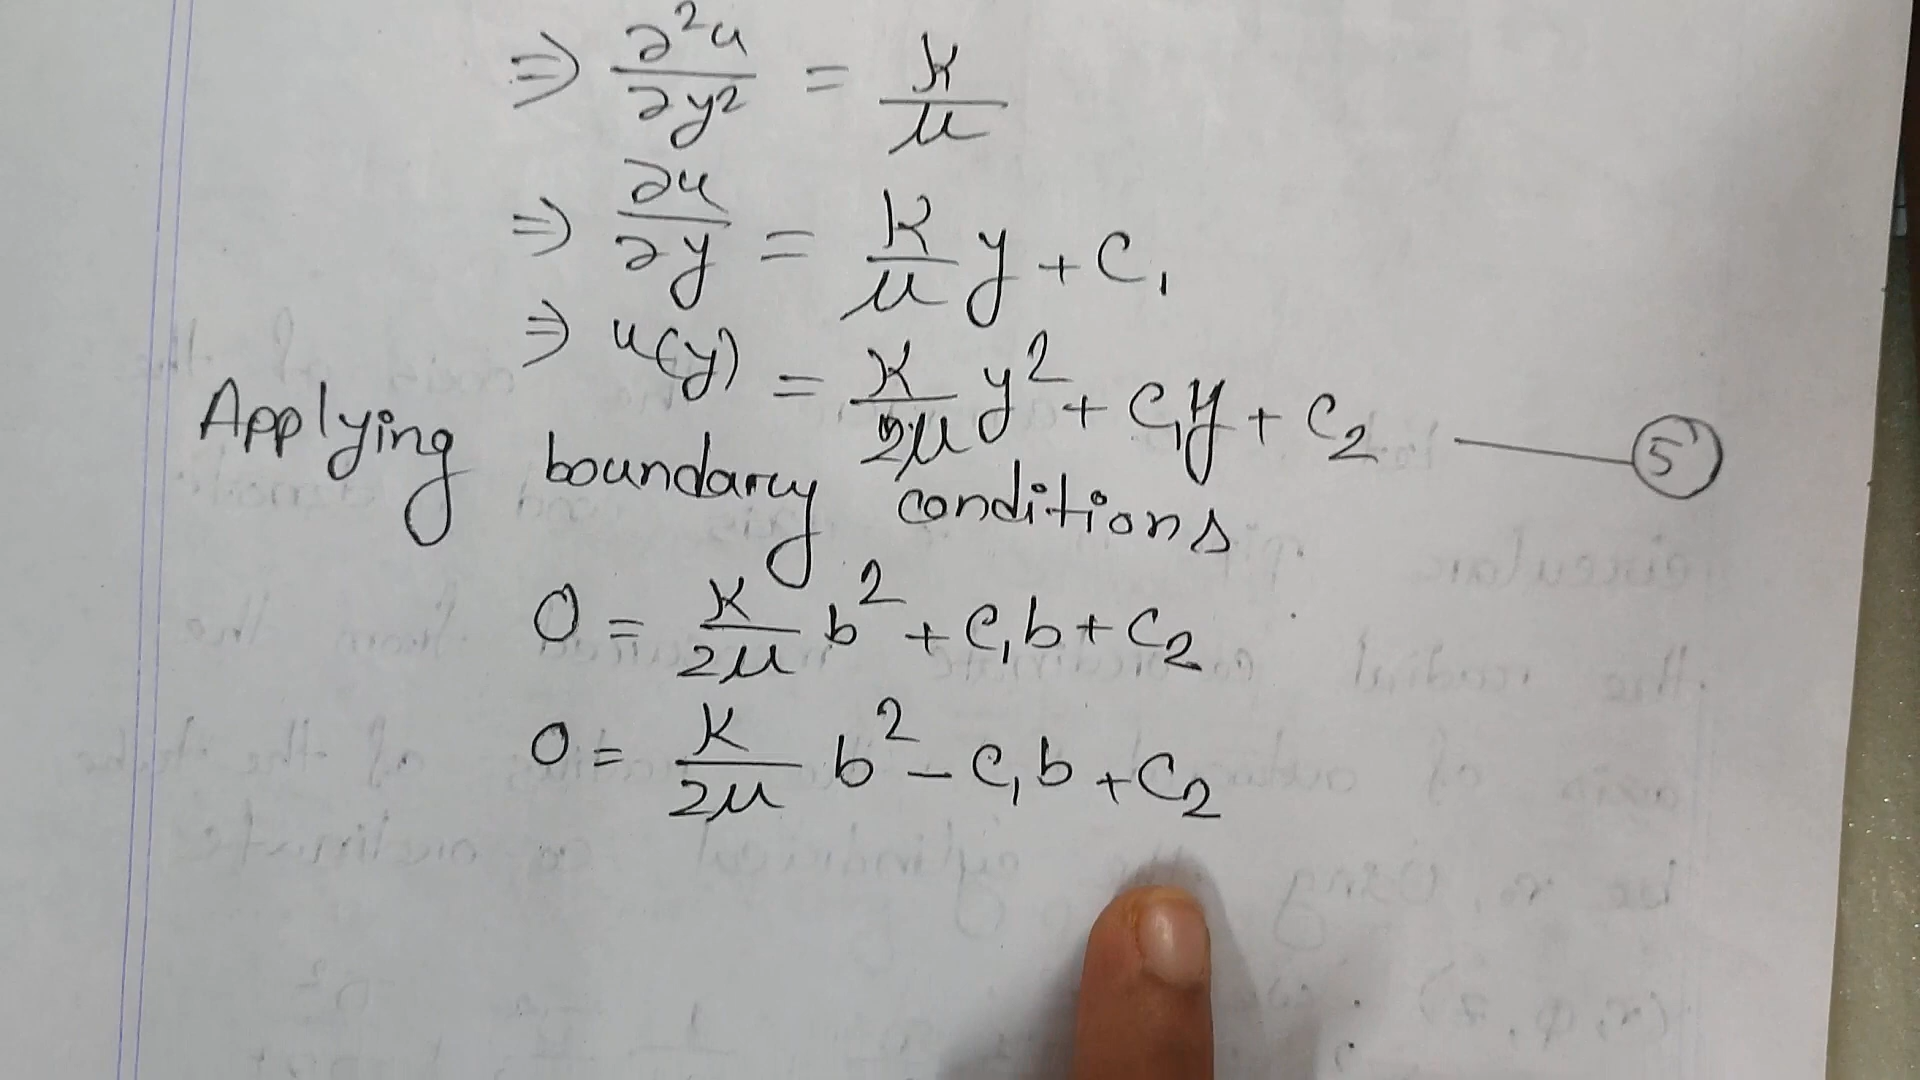 ⇒ ∂²u/∂y² = K/μ
⇒ ∂u/∂y = K/μ y + C₁
⇒ u(y) = K/2μ y² + C₁y + C₂ —— (5)
Applying boundary conditions
0 = K/2μ b² + C₁b + C₂
0 = K/2μ b² - C₁b + C₂